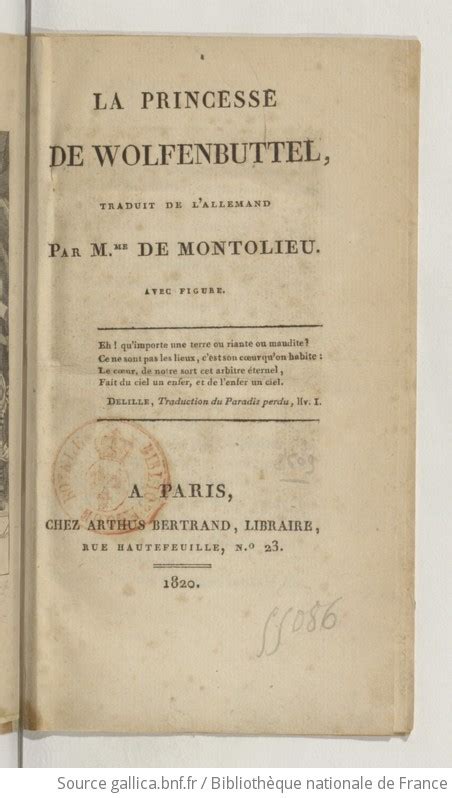 LA PRINCESSE
DE WOLFENBUTTEL,
TRADUIT DE L'ALLEMAND
PAR M.ME DE MONTOLIEU.
AVEC FIGURE.
Eh! qu'importe une terre ou riante ou maudite?
Ce ne sont pas les lieux, c'est son cœur qu'on habite:
Le cœur, de notre sort cet arbitre éternel,
Fait du ciel un enfer, et de l'enfer un ciel.
DELILLE, Traduction du Paradis perdu, liv. I.
A PARIS,
CHEZ ARTHUS BERTRAND, LIBRAIRE,
RUE HAUTEFEUILLE, N.o 23.
1820.
55086
Source gallica.bnf.fr / Bibliothèque nationale de France